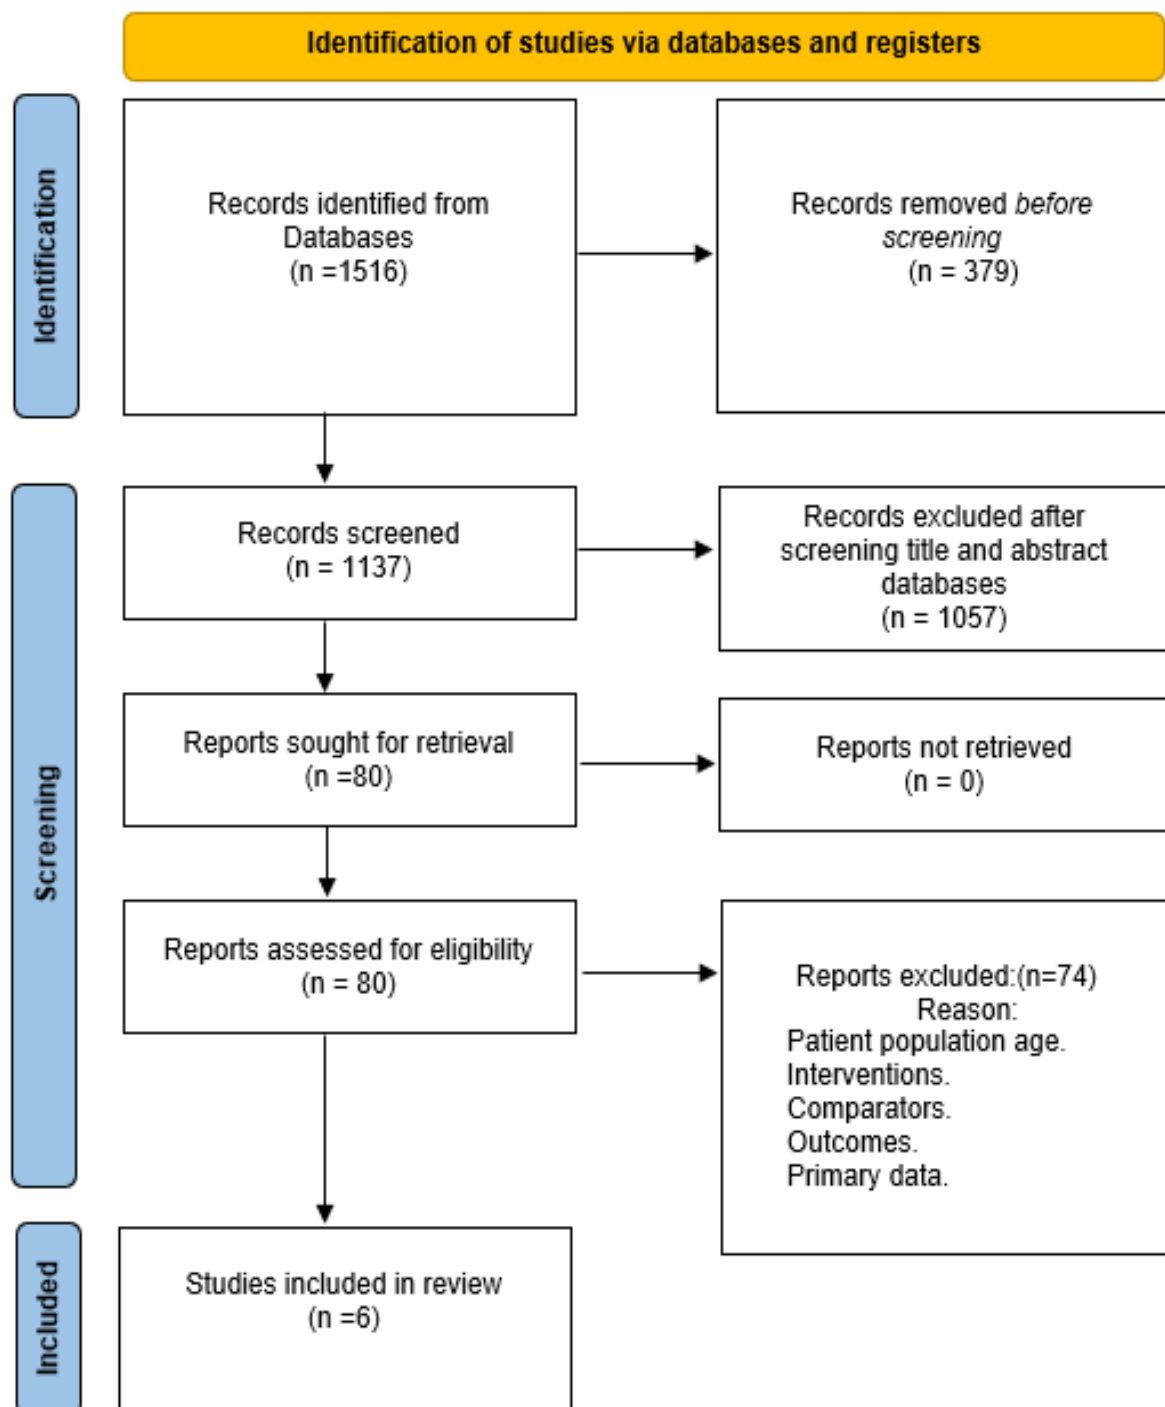 Identification of studies via databases and registers
Identification
Records identified from
Databases
(n =1516)
Records removed before
screening
(n = 379)
Screening
Records screened
(n = 1137)
Records excluded after
screening title and abstract
databases
(n = 1057)
Reports sought for retrieval
(n =80)
Reports not retrieved
(n = 0)
Reports assessed for eligibility
(n = 80)
Reports excluded:(n=74)
Reason:
Patient population age.
Interventions.
Comparators.
Outcomes.
Primary data.
Included
Studies included in review
(n =6)